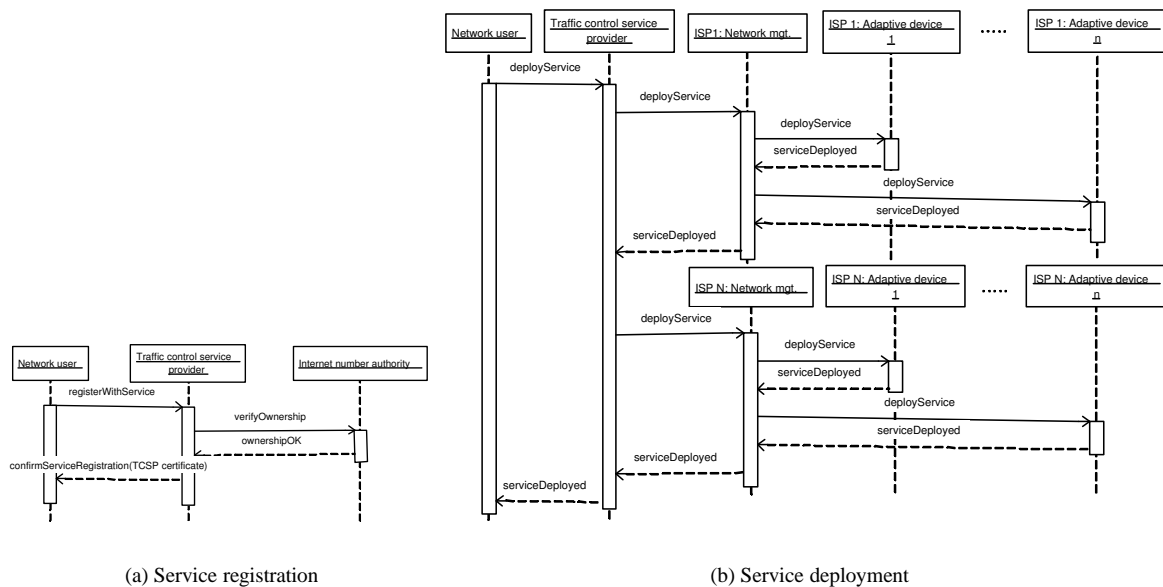 Network user
Traffic control service
provider
Internet number authority
registerWithService
verifyOwnership
ownershipOK
confirmServiceRegistration(TCSP certificate)
(a) Service registration
Network user
Traffic control service
provider
ISP1: Network mgt.
ISP 1: Adaptive device
1
.....
ISP 1: Adaptive device
n
deployService
deployService
deployService
serviceDeployed
deployService
serviceDeployed
serviceDeployed
ISP N: Network mgt.
ISP N: Adaptive device
1
.....
ISP N: Adaptive device
n
deployService
deployService
serviceDeployed
deployService
serviceDeployed
serviceDeployed
serviceDeployed
(b) Service deployment